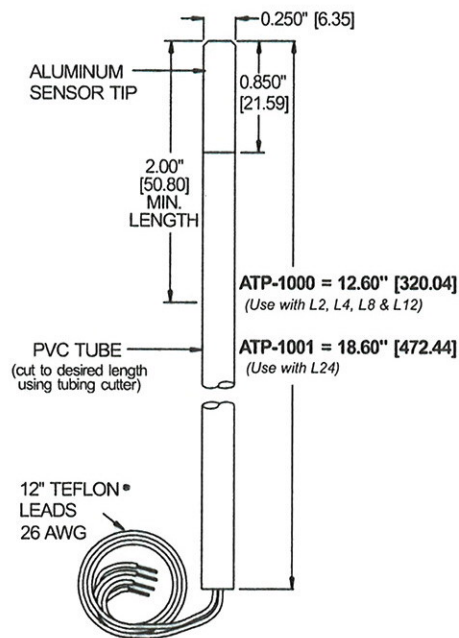 0.250" [6.35]
ALUMINUM
SENSOR TIP
0.850"
[21.59]
2.00"
[50.80]
MIN.
LENGTH
ATP-1000 = 12.60" [320.04]
(Use with L2, L4, L8 & L12)
PVC TUBE
(cut to desired length
using tubing cutter)
ATP-1001 = 18.60" [472.44]
(Use with L24)
12" TEFLON®
LEADS
26 AWG